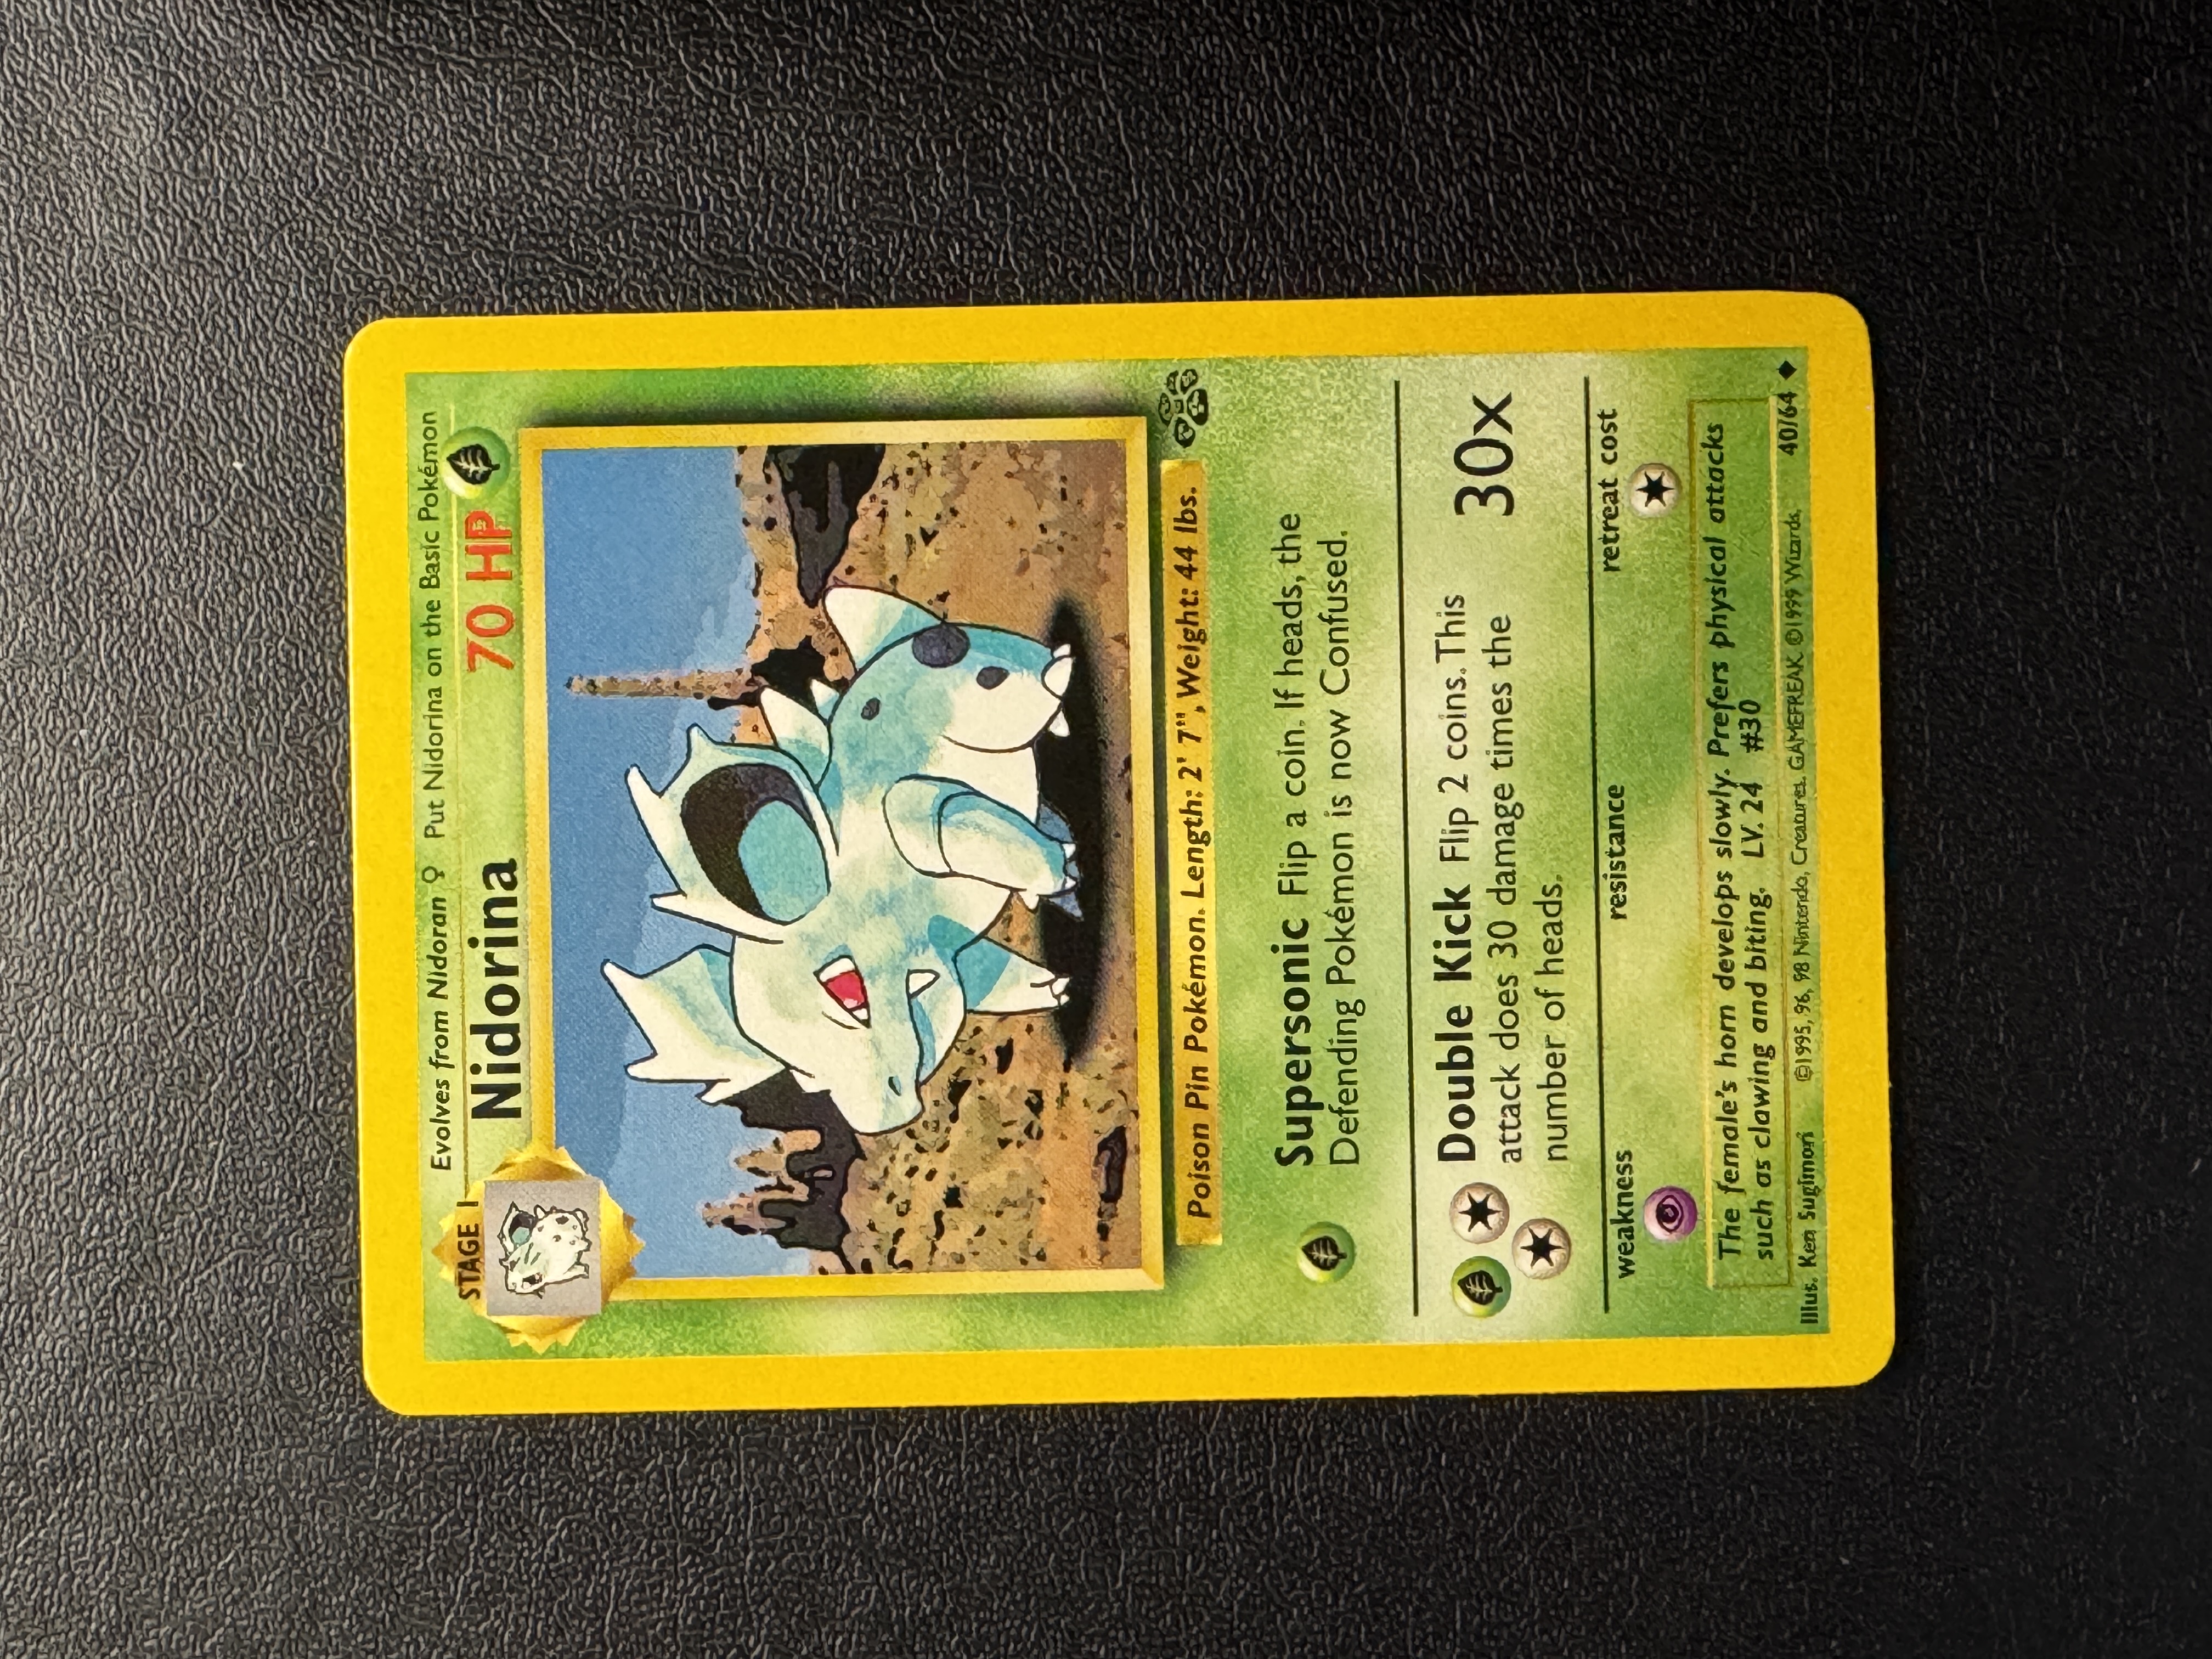 STAGE 1
Evolves from Nidoran ♀ Put Nidorina on the Basic Pokémon
Nidorina 70 HP
Poison Pin Pokémon. Length: 2' 7", Weight: 44 lbs.
Supersonic Flip a coin. If heads, the
Defending Pokémon is now Confused.
Double Kick Flip 2 coins. This
attack does 30 damage times the
number of heads.
30x
weakness resistance retreat cost
The female's horn develops slowly. Prefers physical attacks
such as clawing and biting. LV. 24 #30
Illus. Ken Sugimori ©1995, 96, 98 Nintendo, Creatures, GAMEFREAK. ©1999 Wizards. 40/64